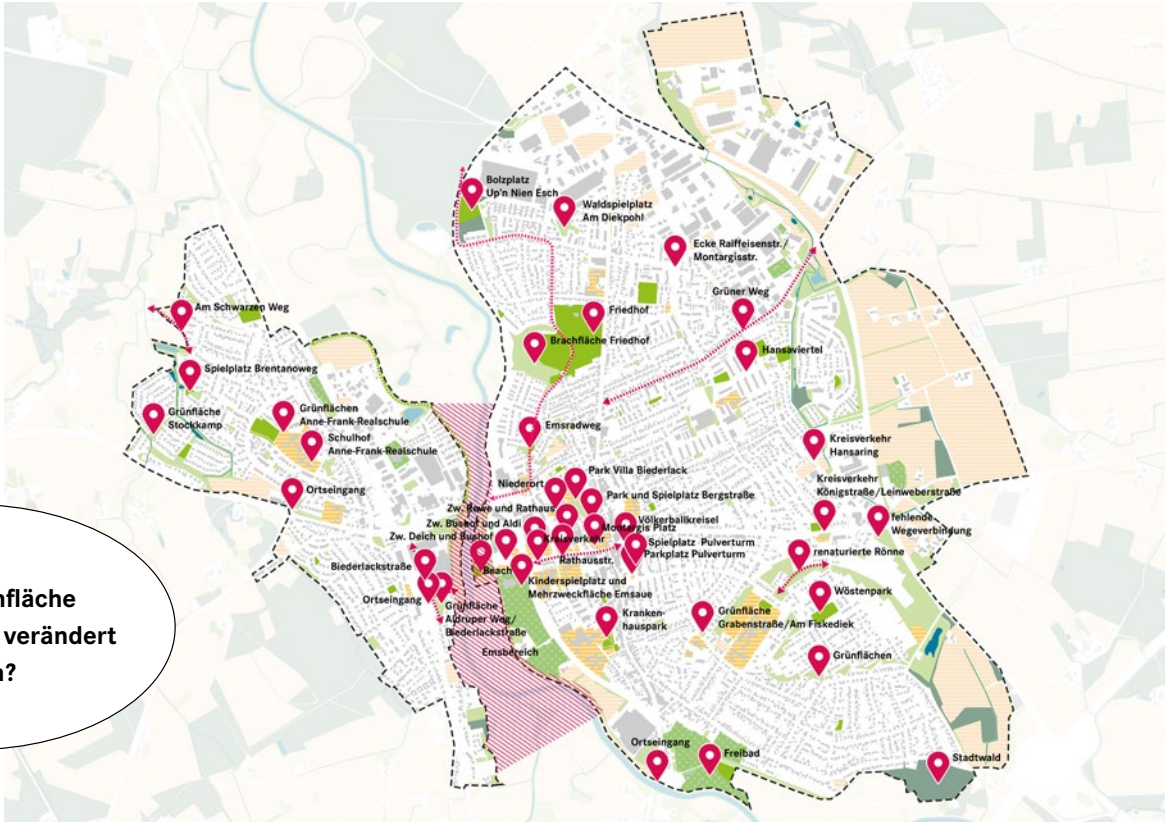 Bolzplatz
Up'n Nien Esch
Waldspielplatz
Am Diekpohl
Ecke Raiffeisenstr./
Montargisstr.
Grüner Weg
Am Schwarzen Weg
Friedhof
Brachfläche Friedhof
Hansaviertel
Spielplatz Brentanoweg
Grünfläche
Stockkamp
Grünflächen
Anne-Frank-Realschule
Schulhof
Anne-Frank-Realschule
Emsradweg
Kreisverkehr
Hansaring
Park Villa Biederlack
Niederort
Ortseingang
Park und Spielplatz Bergstraße
Kreisverkehr
Königstraße/Leinweberstraße
Zw. Rewe und Rathaus
Völkerballkreisel
fehlende
Wegeverbindung
Zw. Bushof und Aldi
Montargis Platz
Zw. Deich und Bushof
Kreisverkehr
Spielplatz Pulverturm
Parkplatz Pulverturm
renaturierte Rönne
Rathausstr.
Biederlackstraße
Beach
Kinderspielplatz und
Mehrzweckfläche Emsaue
Wöstenpark
Ortseingang
Grünfläche
Aldruper Weg/
Biederlackstraße
Kranken-
hauspark
Grünfläche
Grabenstraße/Am Fiskediek
Emsbereich
Grünflächen
nfläche
verändert
?
Ortseingang
Freibad
Stadtwald